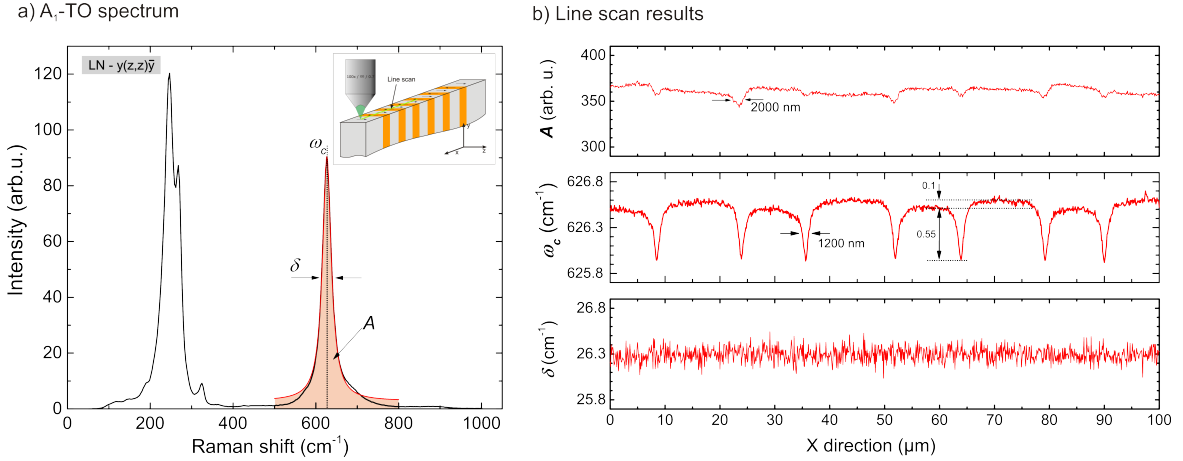 a) A₁-TO spectrum
b) Line scan results
LN - y(z,z)ȳ
Line scan
y
x
z
ω_c
δ
A
Intensity (arb.u.)
120
100
80
60
40
20
0
0 200 400 600 800 1000
Raman shift (cm⁻¹)
A (arb. u.)
400
350
300
2000 nm
ω_c (cm⁻¹)
626.8
626.3
625.8
1200 nm
0.1
0.55
δ (cm⁻¹)
26.8
26.3
25.8
0 10 20 30 40 50 60 70 80 90 100
X direction (µm)